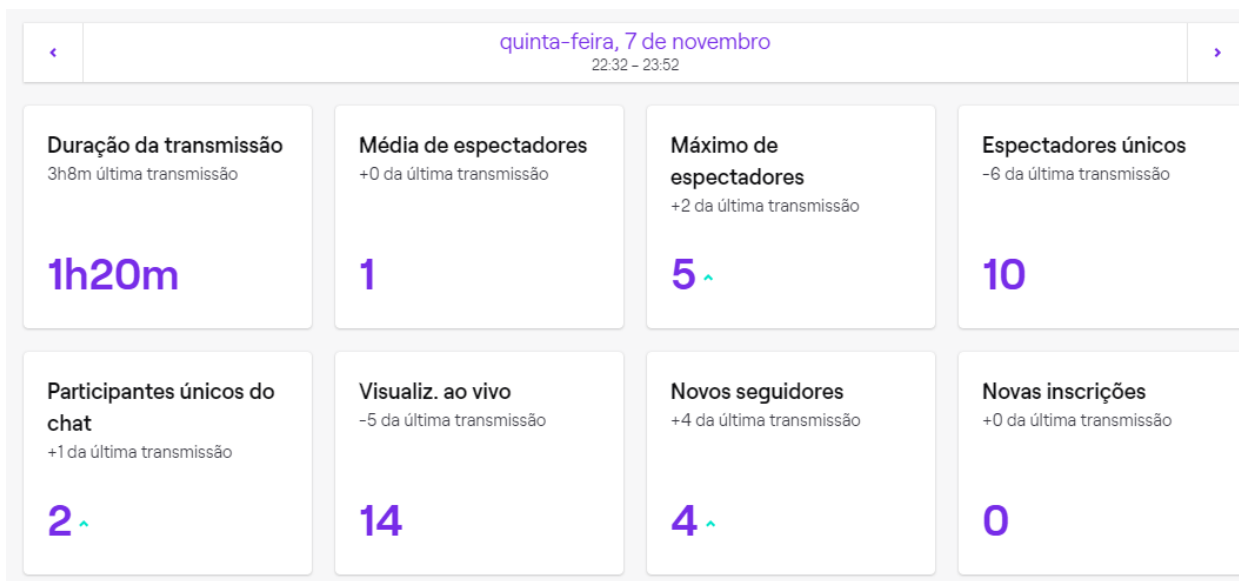 quinta-feira, 7 de novembro
22:32 – 23:52
Duração da transmissão
3h8m última transmissão
1h20m
Média de espectadores
+0 da última transmissão
1
Máximo de
espectadores
+2 da última transmissão
5
Espectadores únicos
-6 da última transmissão
10
Participantes únicos do
chat
+1 da última transmissão
2
Visualiz. ao vivo
-5 da última transmissão
14
Novos seguidores
+4 da última transmissão
4
Novas inscrições
+0 da última transmissão
0